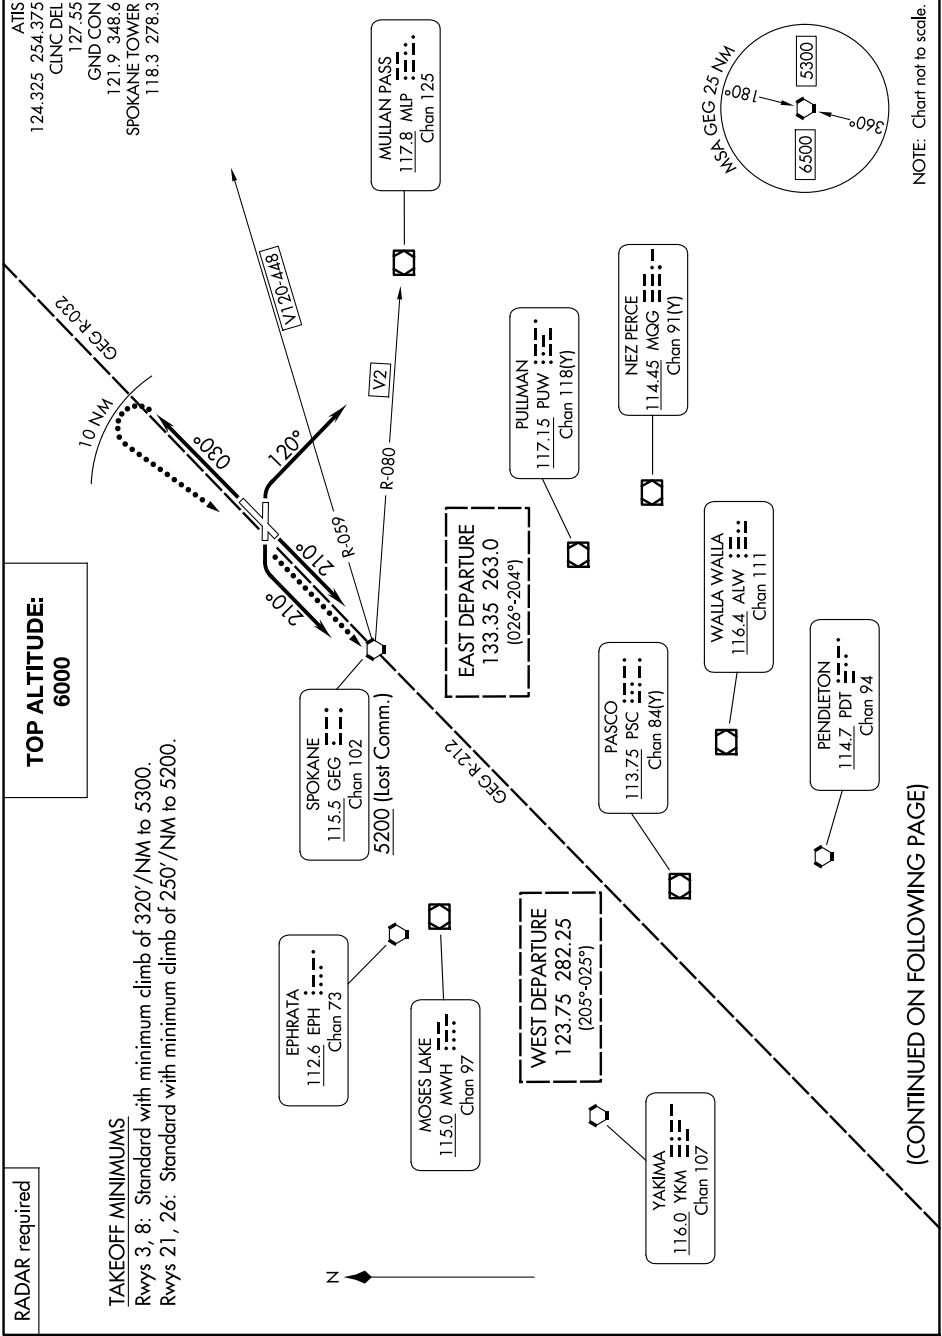 RADAR required
TOP ALTITUDE:
6000
ATIS
124.325 254.375
CLNC DEL
127.55
GND CON
121.9 348.6
SPOKANE TOWER
118.3 278.3
TAKEOFF MINIMUMS
Rwys 3, 8: Standard with minimum climb of 320'/NM to 5300.
Rwys 21, 26: Standard with minimum climb of 250'/NM to 5200.
GEG R-032
10 NM
030°
120°
210°
210°
V120-448
R-059
V2
R-080
MULLAN PASS
117.8 MLP
Chan 125
SPOKANE
115.5 GEG
Chan 102
5200 (Lost Comm.)
GEG R-212
EPHRATA
112.6 EPH
Chan 73
MOSES LAKE
115.0 MWH
Chan 97
EAST DEPARTURE
133.35 263.0
(026°-204°)
WEST DEPARTURE
123.75 282.25
(205°-025°)
PULLMAN
117.15 PUW
Chan 118(Y)
NEZ PERCE
114.45 MQG
Chan 91(Y)
PASCO
113.75 PSC
Chan 84(Y)
WALLA WALLA
116.4 ALW
Chan 111
PENDLETON
114.7 PDT
Chan 94
YAKIMA
116.0 YKM
Chan 107
N
MSA GEG 25 NM
180°
5300
6500
360°
NOTE: Chart not to scale.
(CONTINUED ON FOLLOWING PAGE)